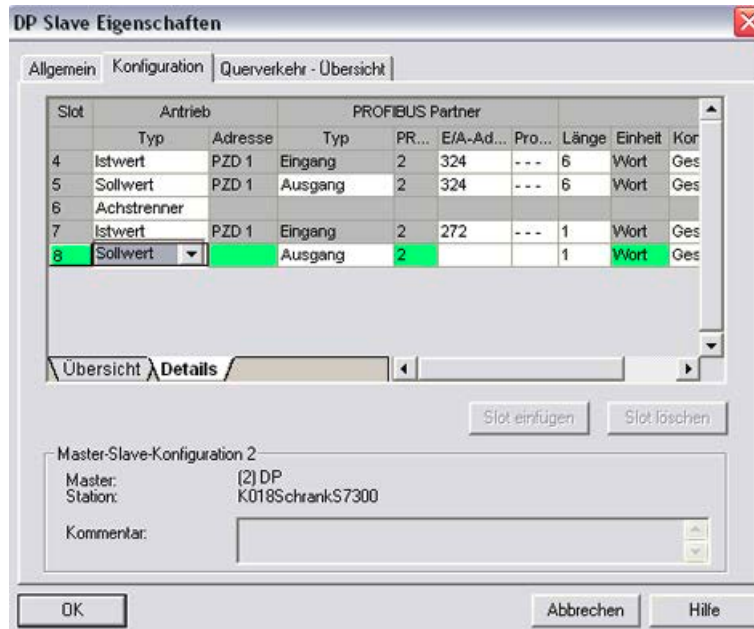 DP Slave Eigenschaften
Allgemein Konfiguration Querverkehr - Übersicht
Slot Antrieb PROFIBUS Partner
Typ Adresse Typ PR... E/A-Ad... Pro... Länge Einheit Kor
4 Istwert PZD 1 Eingang 2 324 - - - 6 Wort Ges
5 Sollwert PZD 1 Ausgang 2 324 - - - 6 Wort Ges
6 Achstrenner
7 Istwert PZD 1 Eingang 2 272 - - - 1 Wort Ges
8 Sollwert Ausgang 2 1 Wort Ges
Übersicht Details
Slot einfügen Slot löschen
Master-Slave-Konfiguration 2
Master: (2) DP
Station: K018SchrankS7300
Kommentar:
OK Abbrechen Hilfe